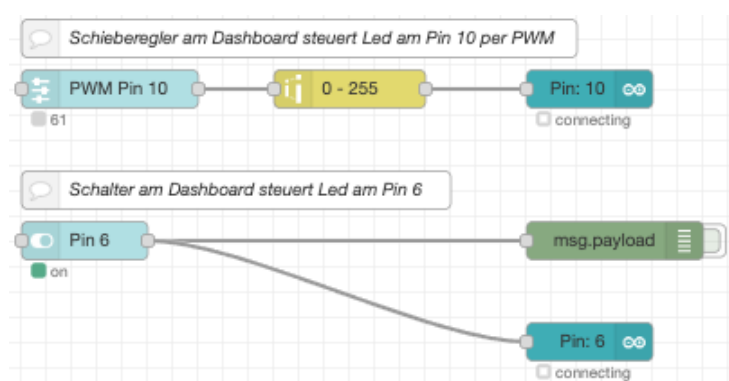 Schieberegler am Dashboard steuert Led am Pin 10 per PWM
PWM Pin 10 0 - 255 Pin: 10
61 connecting
Schalter am Dashboard steuert Led am Pin 6
Pin 6 msg.payload
on
Pin: 6
connecting